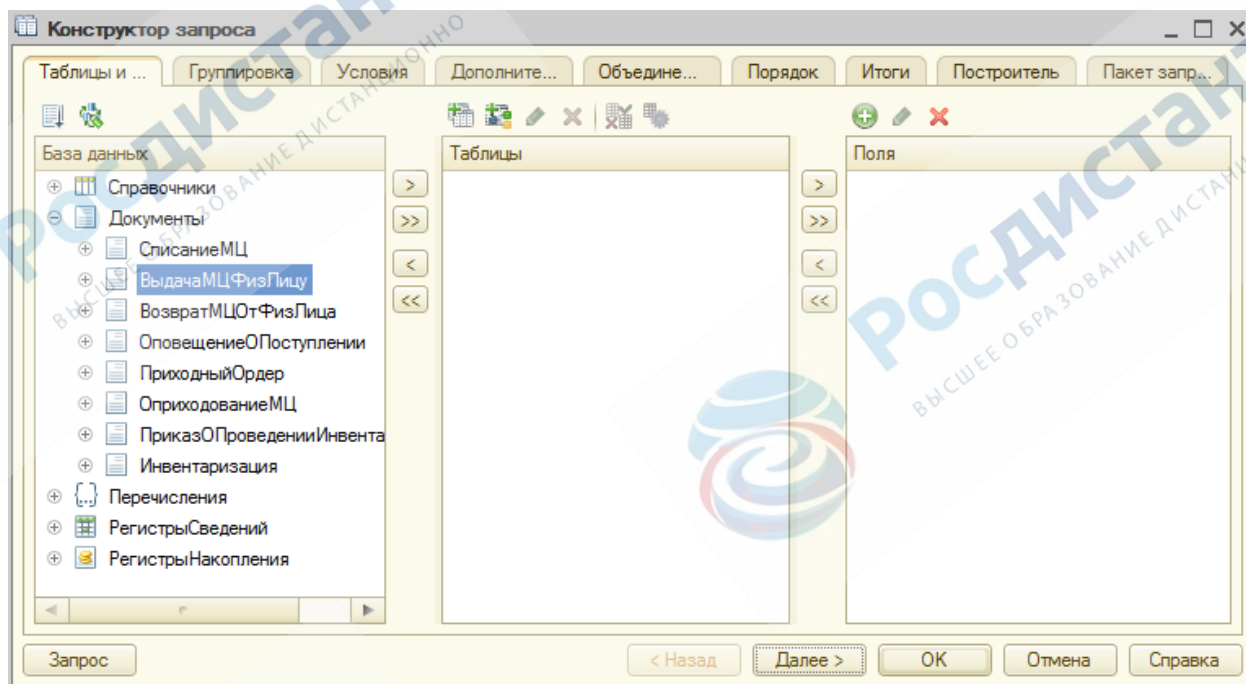 Конструктор запроса
Таблицы и ... Группировка Условия Дополните... Объедине... Порядок Итоги Построитель Пакет запр...
База данных Таблицы Поля
Справочники
Документы
СписаниеМЦ
ВыдачаМЦФизЛицу
ВозвратМЦОтФизЛица
ОповещениеОПоступлении
ПриходныйОрдер
ОприходованиеМЦ
ПриказОПроведенииИнвента
Инвентаризация
Перечисления
РегистрыСведений
РегистрыНакопления
> >> < <<
> >> < <<
Запрос < Назад Далее > ОК Отмена Справка
росдистант
ВЫСШЕЕ ОБРАЗОВАНИЕ ДИСТАНЦИОННО
росдистант
ВЫСШЕЕ ОБРАЗОВАНИЕ ДИСТАН